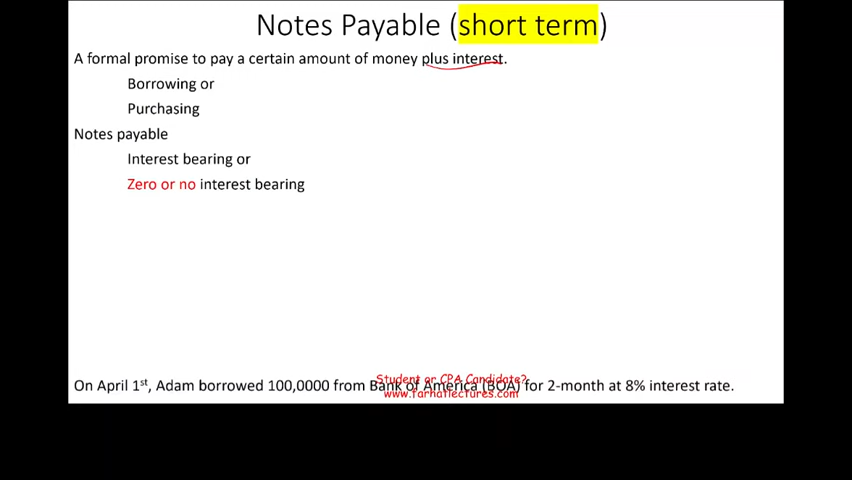 Notes Payable (short term)
A formal promise to pay a certain amount of money plus interest.
Borrowing or
Purchasing
Notes payable
Interest bearing or
Zero or no interest bearing
Student or CPA Candidate?
On April 1st, Adam borrowed 100,0000 from Bank of America (BOA) for 2-month at 8% interest rate.
www.farhatlectures.com